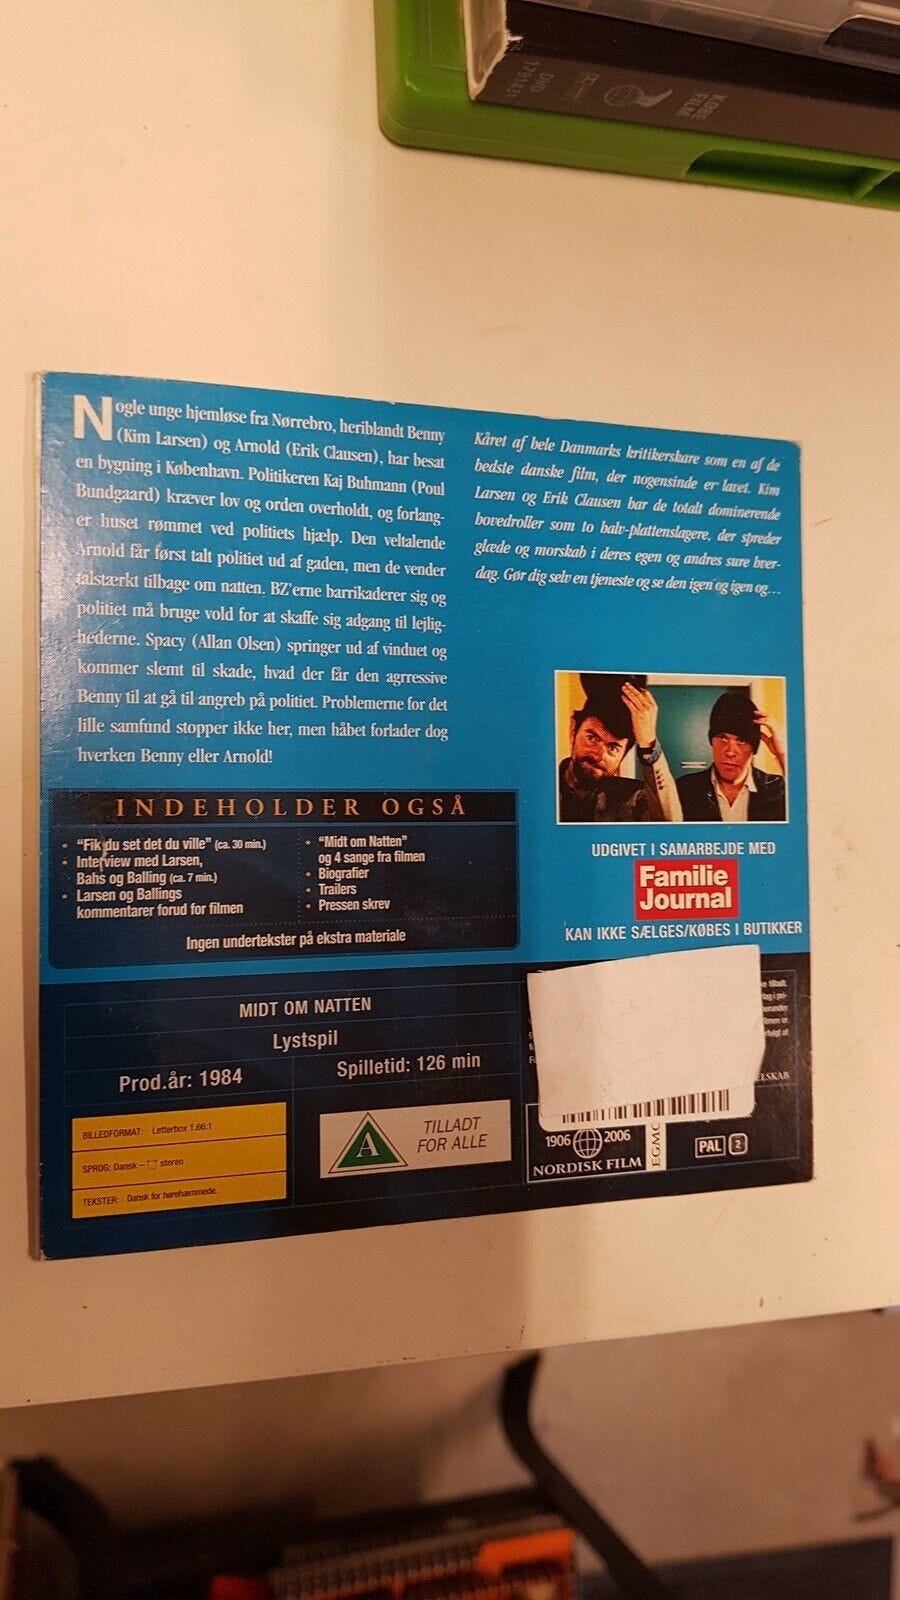 KOBE
FILM
DVD
1791431
Nogle unge hjemløse fra Nørrebro, heriblandt Benny
(Kim Larsen) og Arnold (Erik Clausen), har besat
en bygning i København. Politikeren Kaj Buhmann (Poul
Bundgaard) kræver lov og orden overholdt, og forlang-
er huset rømmet ved politiets hjælp. Den veltalende
Arnold får først talt politiet ud af gaden, men de vender
talstærkt tilbage om natten. BZ'erne barrikaderer sig og
politiet må bruge vold for at skaffe sig adgang til lejlig-
hederne. Spacy (Allan Olsen) springer ud af vinduet og
kommer slemt til skade, hvad der får den agrressive
Benny til at gå til angreb på politiet. Problemerne for det
lille samfund stopper ikke her, men håbet forlader dog
hverken Benny eller Arnold!
Kåret af hele Danmarks kritikerskare som en af de
bedste danske film, der nogensinde er lavet. Kim
Larsen og Erik Clausen har de totalt dominerende
hovedroller som to halv-plattenslagere, der spreder
glæde og morskab i deres egen og andres sure hver-
dag. Gør dig selv en tjeneste og se den igen og igen og...
INDEHOLDER OGSÅ
• "Fik du set det du ville" (ca. 30 min.)
• Interview med Larsen,
Bahs og Balling (ca. 7 min.)
• Larsen og Ballings
kommentarer forud for filmen
• "Midt om Natten"
og 4 sange fra filmen
• Biografier
• Trailers
• Pressen skrev
Ingen undertekster på ekstra materiale
UDGIVET I SAMARBEJDE MED
Familie
Journal
KAN IKKE SÆLGES/KØBES I BUTIKKER
MIDT OM NATTEN
Lystspil
Prod.år: 1984
Spilletid: 126 min
BILLEDFORMAT: Letterbox 1.66:1
SPROG: Dansk – stereo
TEKSTER: Dansk for hørehæmmede.
A
TILLADT
FOR ALLE
ELSKAB
1906 2006
NORDISK FILM
EGMO
PAL 2